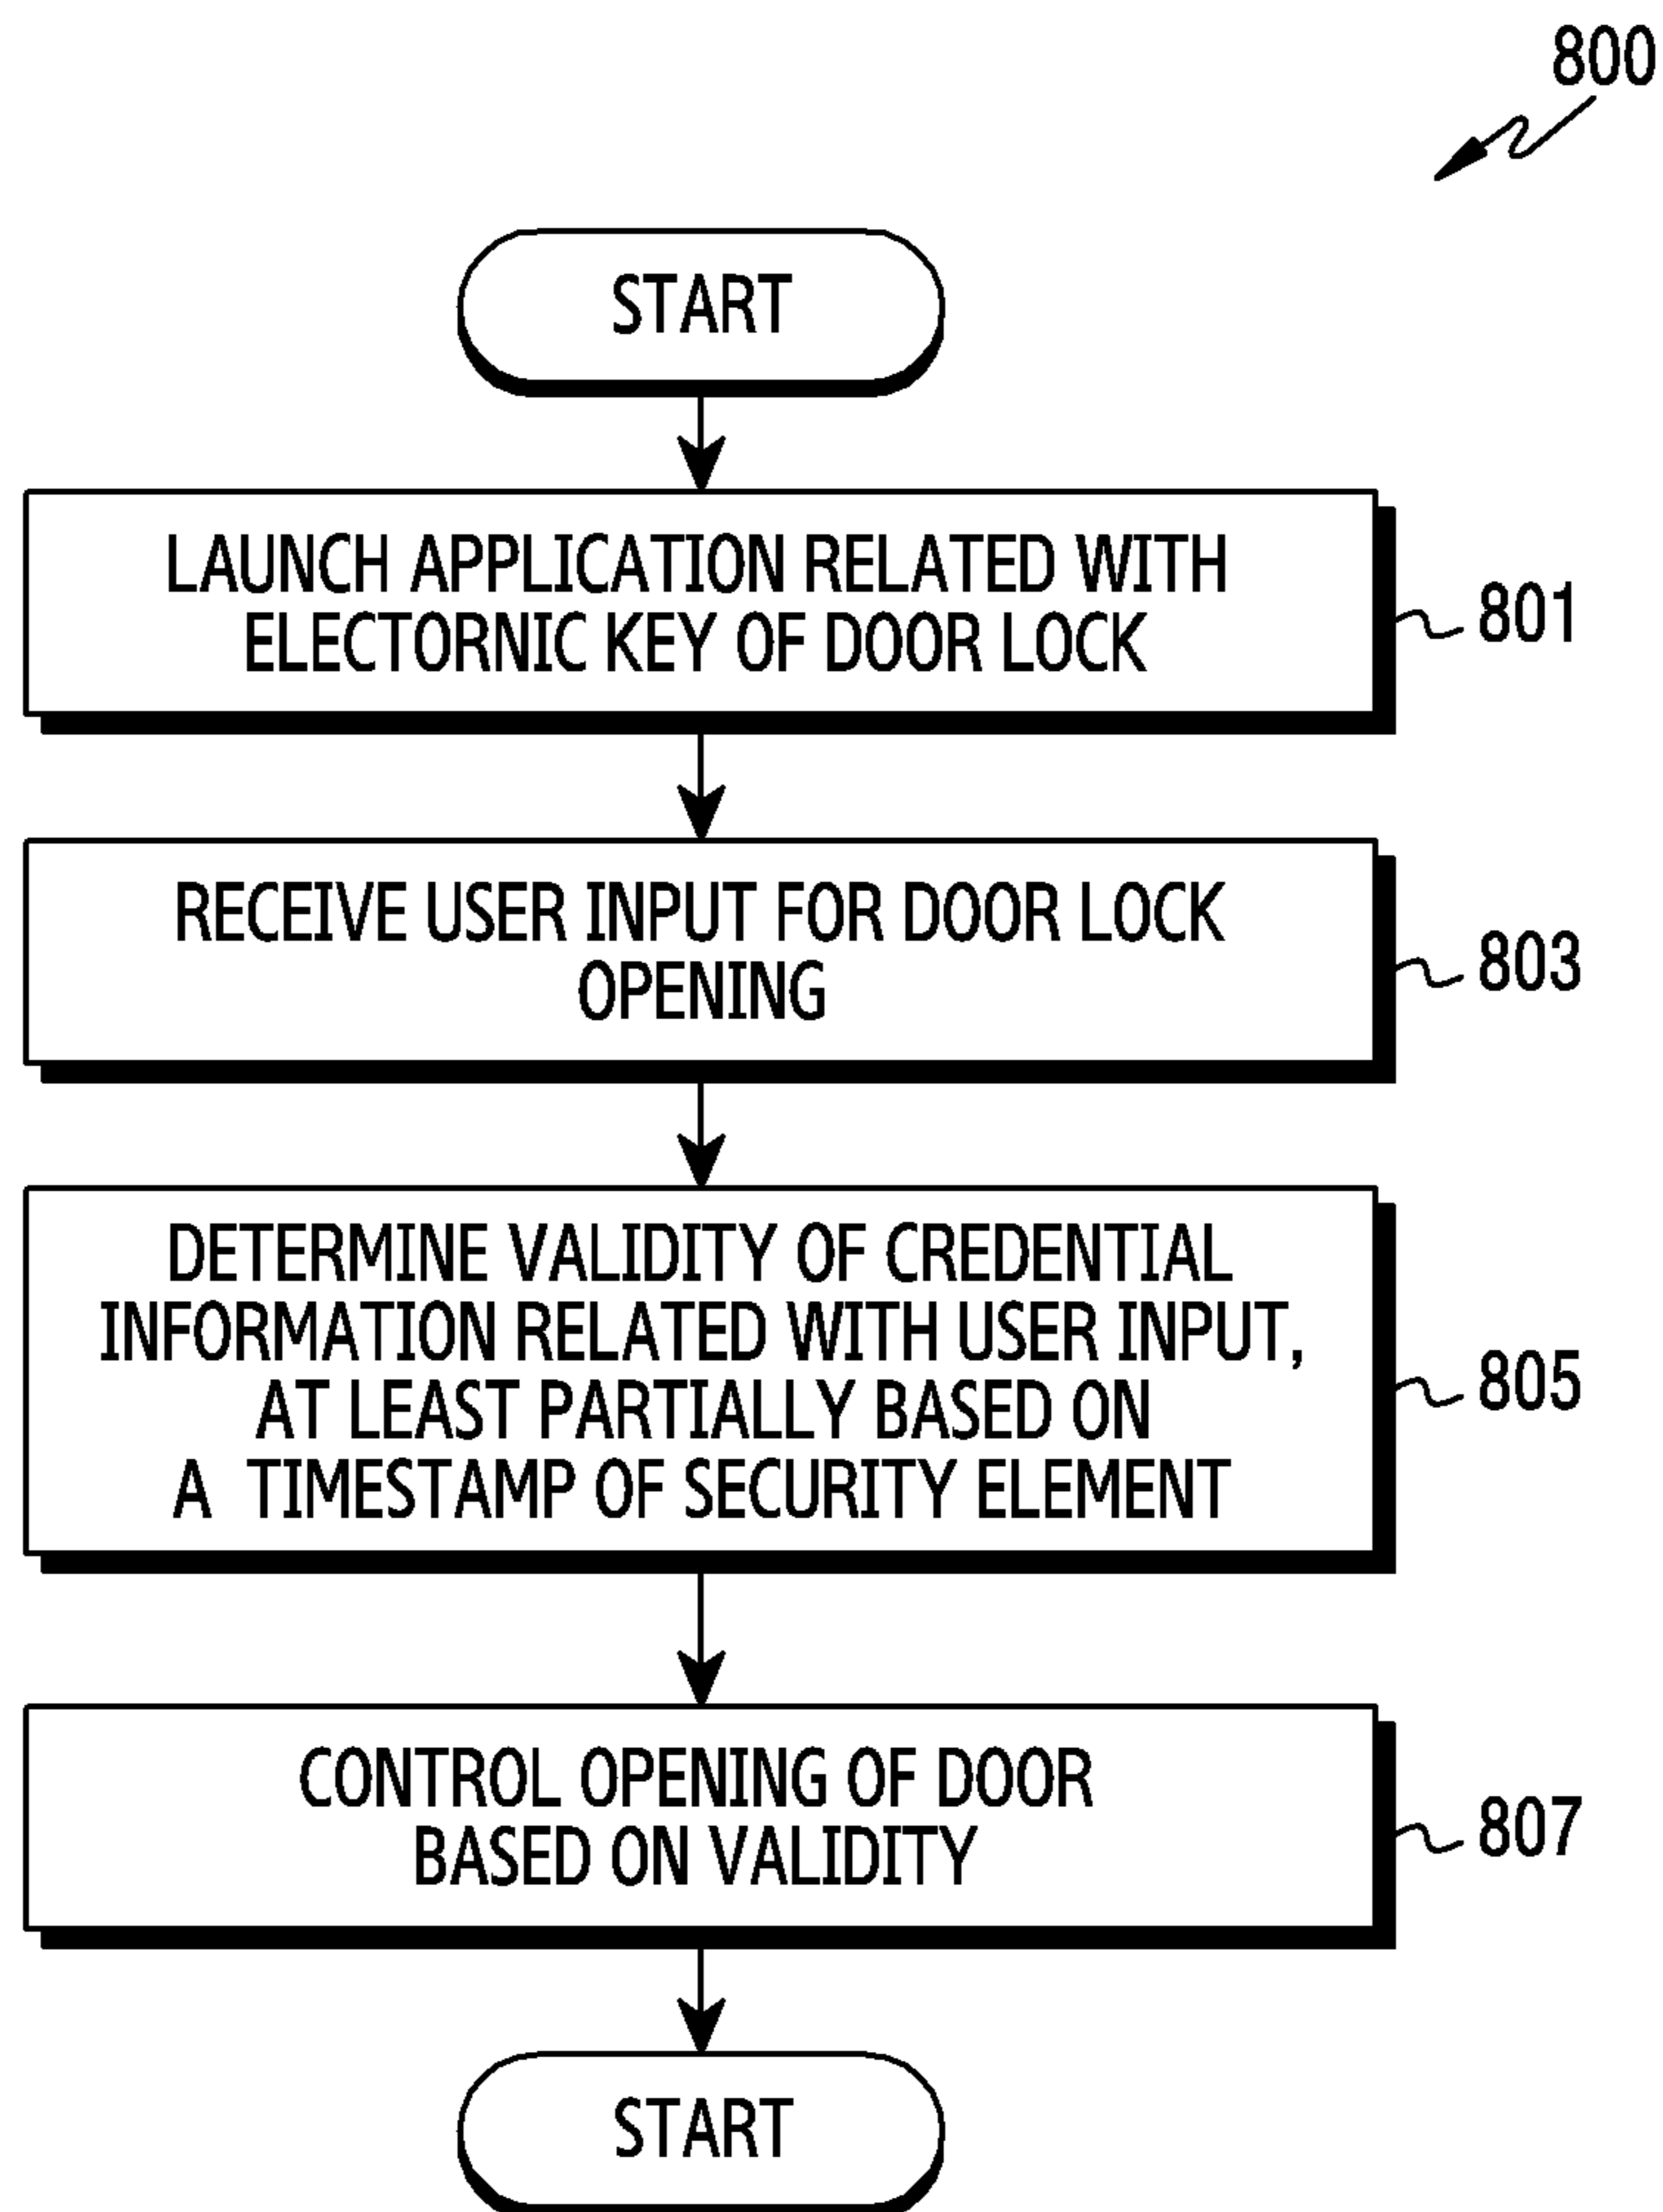 800
START
LAUNCH APPLICATION RELATED WITH
ELECTORNIC KEY OF DOOR LOCK
801
RECEIVE USER INPUT FOR DOOR LOCK
OPENING
803
DETERMINE VALIDITY OF CREDENTIAL
INFORMATION RELATED WITH USER INPUT,
AT LEAST PARTIALLY BASED ON
A TIMESTAMP OF SECURITY ELEMENT
805
CONTROL OPENING OF DOOR
BASED ON VALIDITY
807
START